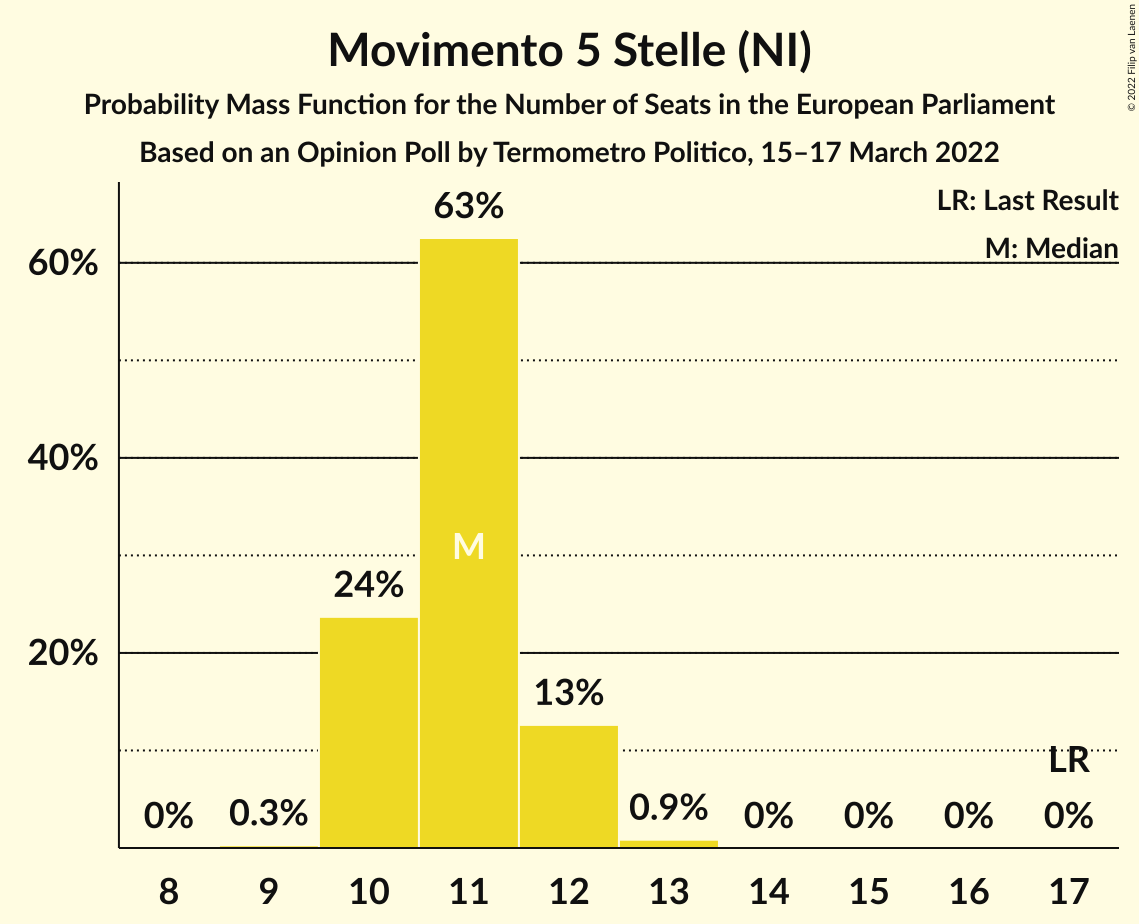 Movimento 5 Stelle (NI)
Probability Mass Function for the Number of Seats in the European Parliament
Based on an Opinion Poll by Termometro Politico, 15–17 March 2022
© 2022 Filip van Laenen
LR: Last Result
M: Median
60%
40%
20%
0%
0.3%
24%
63%
M
13%
0.9%
0%
0%
0%
LR
0%
8 9 10 11 12 13 14 15 16 17